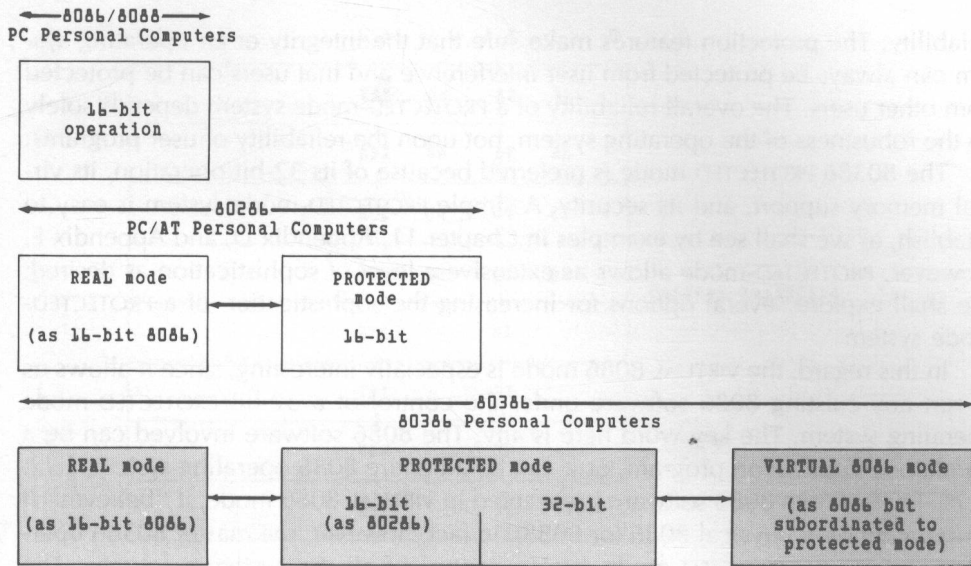 8086/8088
PC Personal Computers
16-bit
operation
80286
PC/AT Personal Computers
REAL mode
(as 16-bit 8086)
PROTECTED
mode
16-bit
80386
80386 Personal Computers
REAL mode
(as 16-bit 8086)
PROTECTED mode
16-bit
(as 80286)
32-bit
VIRTUAL 8086 mode
(as 8086 but
subordinated to
protected mode)